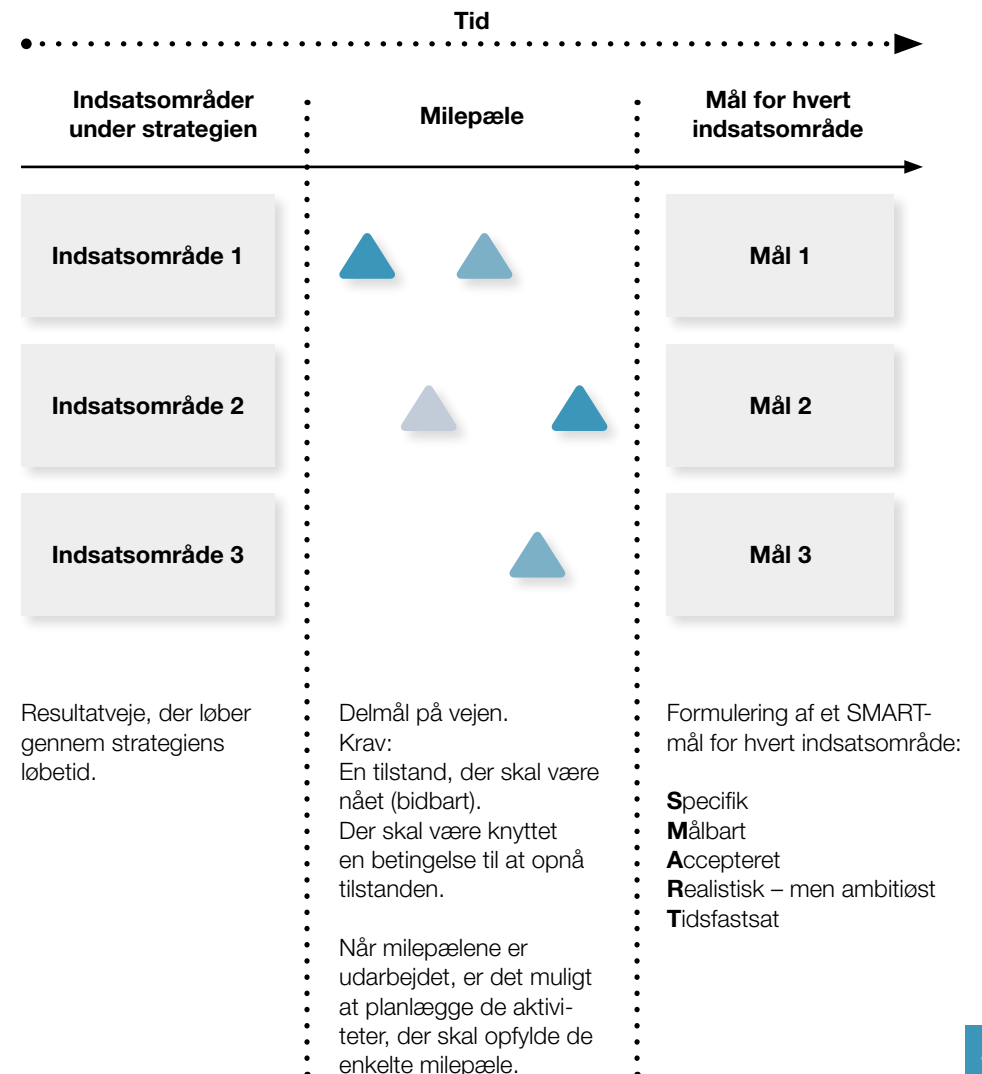 Tid
Indsatsområder
under strategien
Milepæle
Mål for hvert
indsatsområde
Indsatsområde 1
Mål 1
Indsatsområde 2
Mål 2
Indsatsområde 3
Mål 3
Resultatveje, der løber
gennem strategiens
løbetid.
Delmål på vejen.
Krav:
En tilstand, der skal være
nået (bidbart).
Der skal være knyttet
en betingelse til at opnå
tilstanden.
Når milepælene er
udarbejdet, er det muligt
at planlægge de aktivi-
teter, der skal opfylde de
enkelte milepæle.
Formulering af et SMART-
mål for hvert indsatsområde:
Specifik
Målbart
Accepteret
Realistisk – men ambitiøst
Tidsfastsat